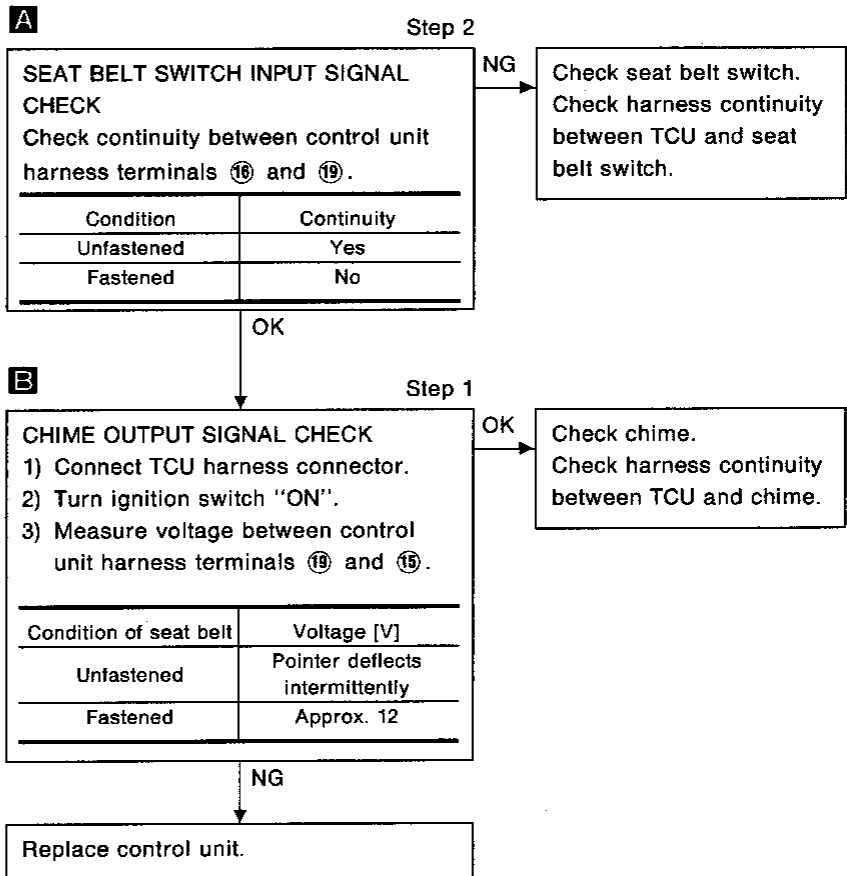 A
Step 2
SEAT BELT SWITCH INPUT SIGNAL
CHECK
Check continuity between control unit
harness terminals ⑯ and ⑲.
Condition Continuity
Unfastened Yes
Fastened No
NG
Check seat belt switch.
Check harness continuity
between TCU and seat
belt switch.
OK
B
Step 1
CHIME OUTPUT SIGNAL CHECK
1) Connect TCU harness connector.
2) Turn ignition switch "ON".
3) Measure voltage between control
unit harness terminals ⑲ and ⑮.
Condition of seat belt Voltage [V]
Unfastened Pointer deflects
intermittently
Fastened Approx. 12
OK
Check chime.
Check harness continuity
between TCU and chime.
NG
Replace control unit.